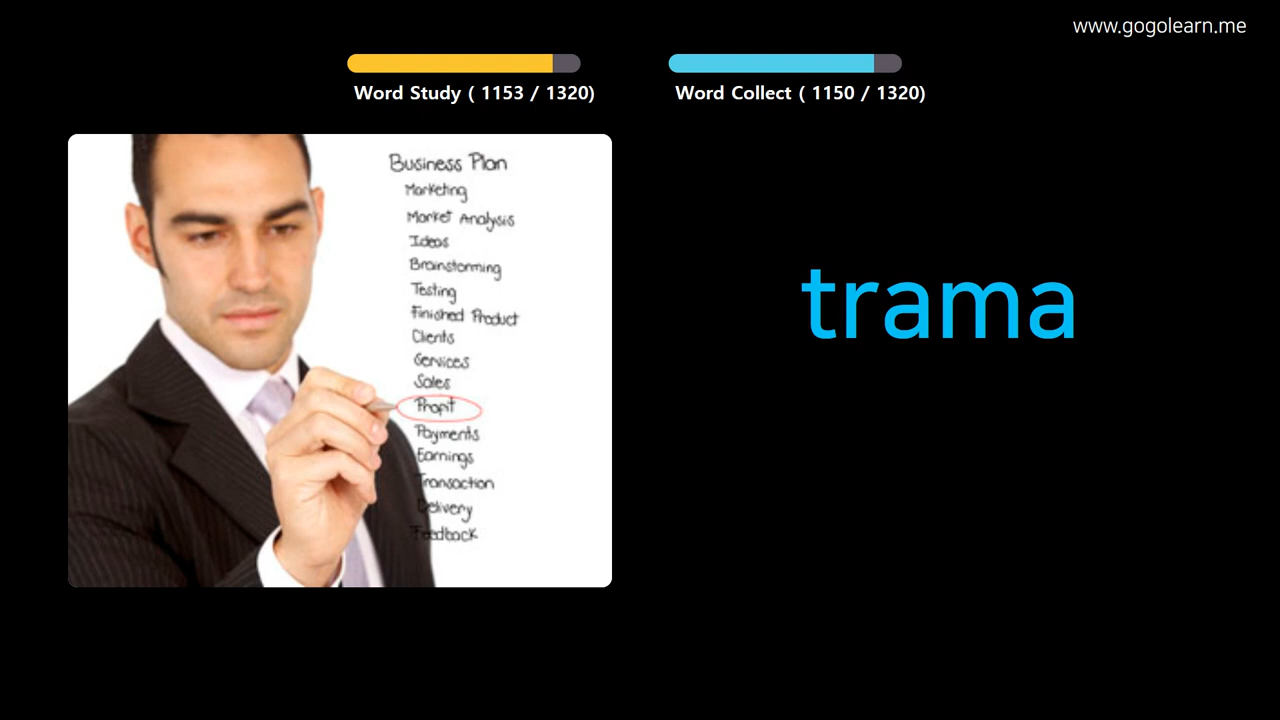 www.gogolearn.me
Word Study ( 1153 / 1320)
Word Collect ( 1150 / 1320)
Business Plan
Marketing
Market Analysis
Ideas
Brainstorming
Testing
Finished Product
Clients
Services
Sales
Profit
Payments
Earnings
Transaction
Delivery
Feedback
trama